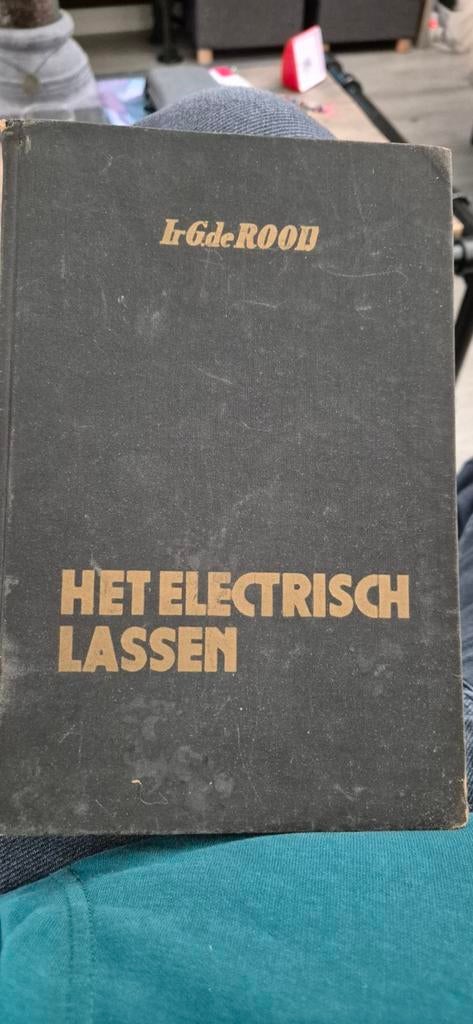 Ir G. de ROOIJ
HET ELECTRISCH
LASSEN